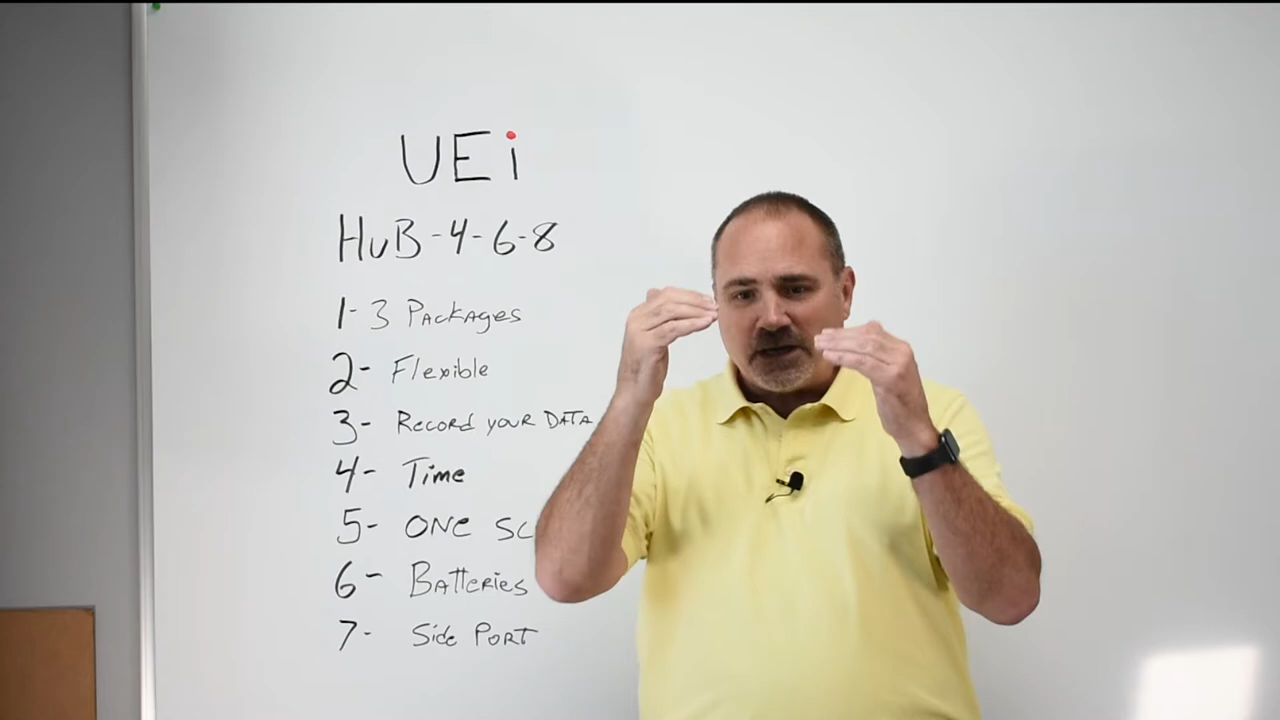 UEi
HuB-4-6-8
1- 3 Packages
2- Flexible
3- Record your DATA
4- Time
5- ONe SC
6- Batteries
7- Side Port